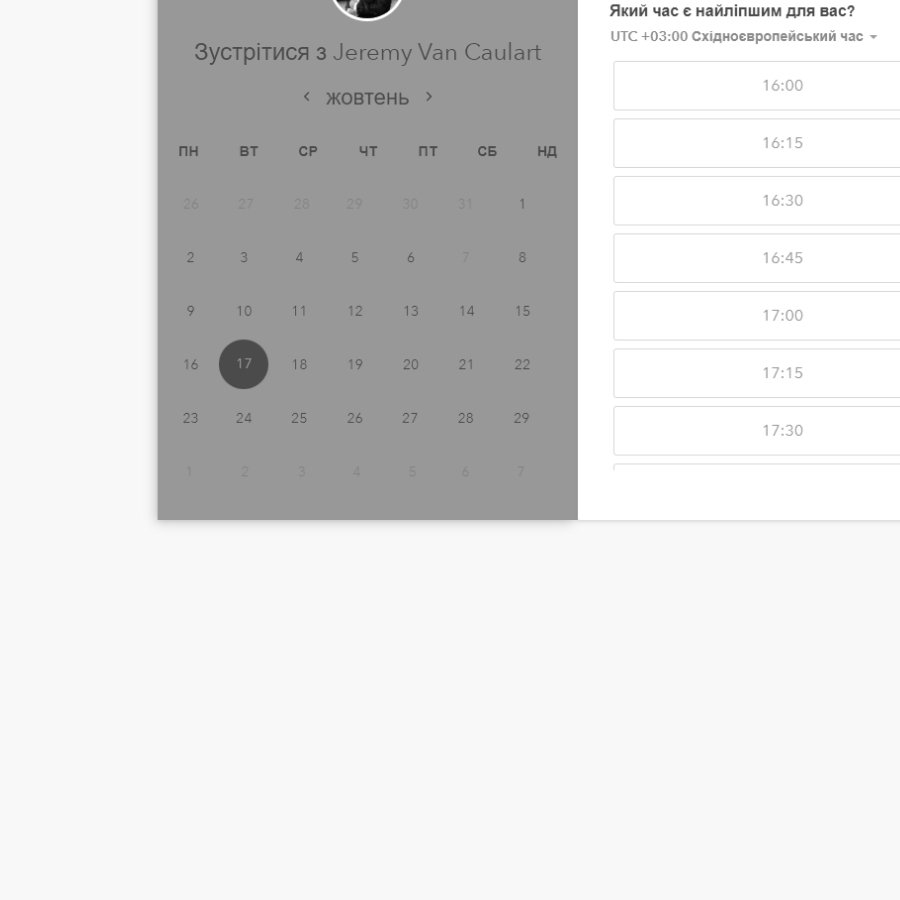 Зустрітися з Jeremy Van Caulart
жовтень
ПН ВТ СР ЧТ ПТ СБ НД
26 27 28 29 30 31 1
2 3 4 5 6 7 8
9 10 11 12 13 14 15
16 17 18 19 20 21 22
23 24 25 26 27 28 29
1 2 3 4 5 6 7
Який час є найліпшим для вас?
UTC +03:00 Східноєвропейський час
16:00
16:15
16:30
16:45
17:00
17:15
17:30